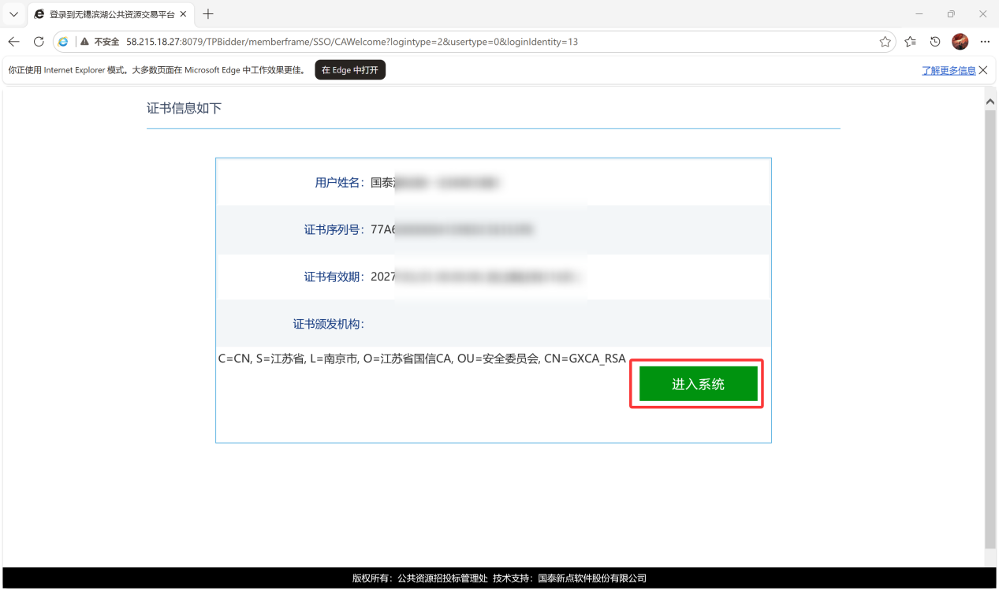 登录到无锡滨湖公共资源交易平台
不安全 58.215.18.27:8079/TPBidder/memberframe/SSO/CAWelcome?logintype=2&usertype=0&loginIdentity=13
你正使用 Internet Explorer 模式。大多数页面在 Microsoft Edge 中工作效果更佳。 在 Edge 中打开 了解更多信息
证书信息如下
用户姓名：国泰
证书序列号：77A6
证书有效期：2027
证书颁发机构：
C=CN, S=江苏省, L=南京市, O=江苏省国信CA, OU=安全委员会, CN=GXCA_RSA
进入系统
版权所有：公共资源招投标管理处 技术支持：国泰新点软件股份有限公司